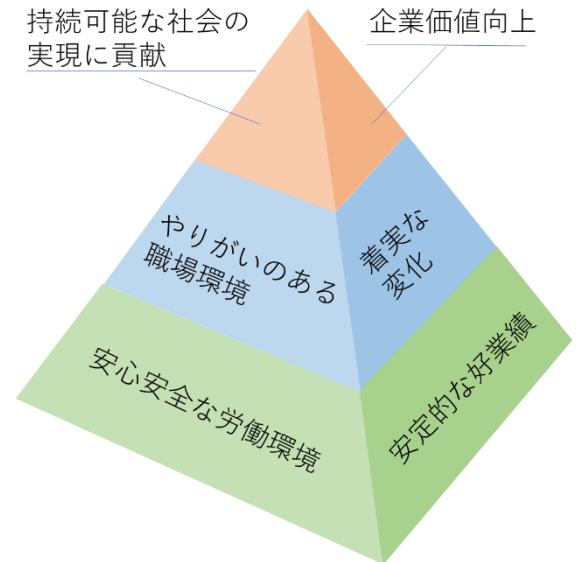 持続可能な社会の
実現に貢献
企業価値向上
やりがいのある
職場環境
着実な
変化
安心安全な労働環境
安定的な好業績